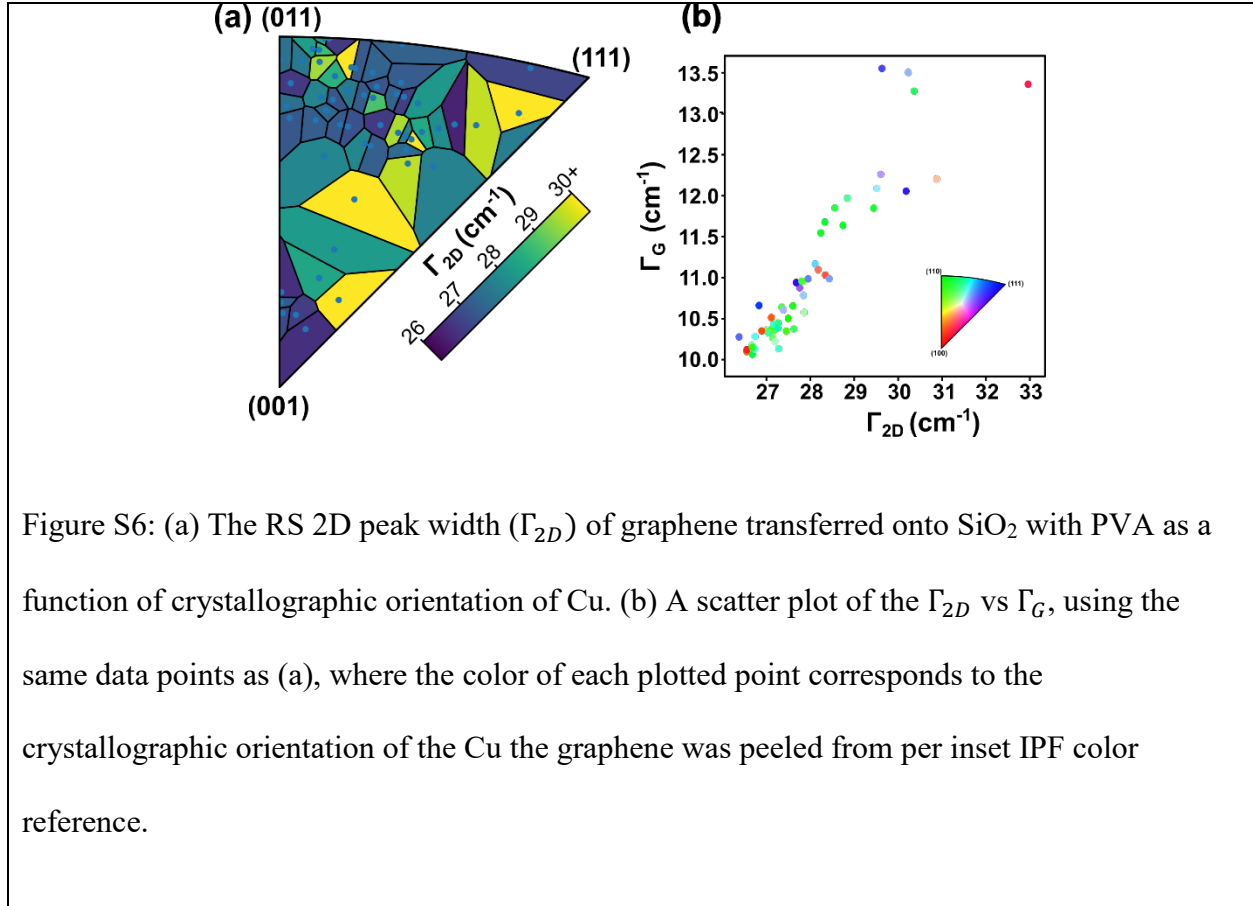 (a) (011)
(111)
(001)
Γ2D (cm-1)
26
27
28
29
30+
(b)
ΓG (cm-1)
13.5
13.0
12.5
12.0
11.5
11.0
10.5
10.0
27 28 29 30 31 32 33
Γ2D (cm-1)
(110)
(111)
(100)
Figure S6: (a) The RS 2D peak width (Γ2D) of graphene transferred onto SiO2 with PVA as a
function of crystallographic orientation of Cu. (b) A scatter plot of the Γ2D vs ΓG, using the
same data points as (a), where the color of each plotted point corresponds to the
crystallographic orientation of the Cu the graphene was peeled from per inset IPF color
reference.